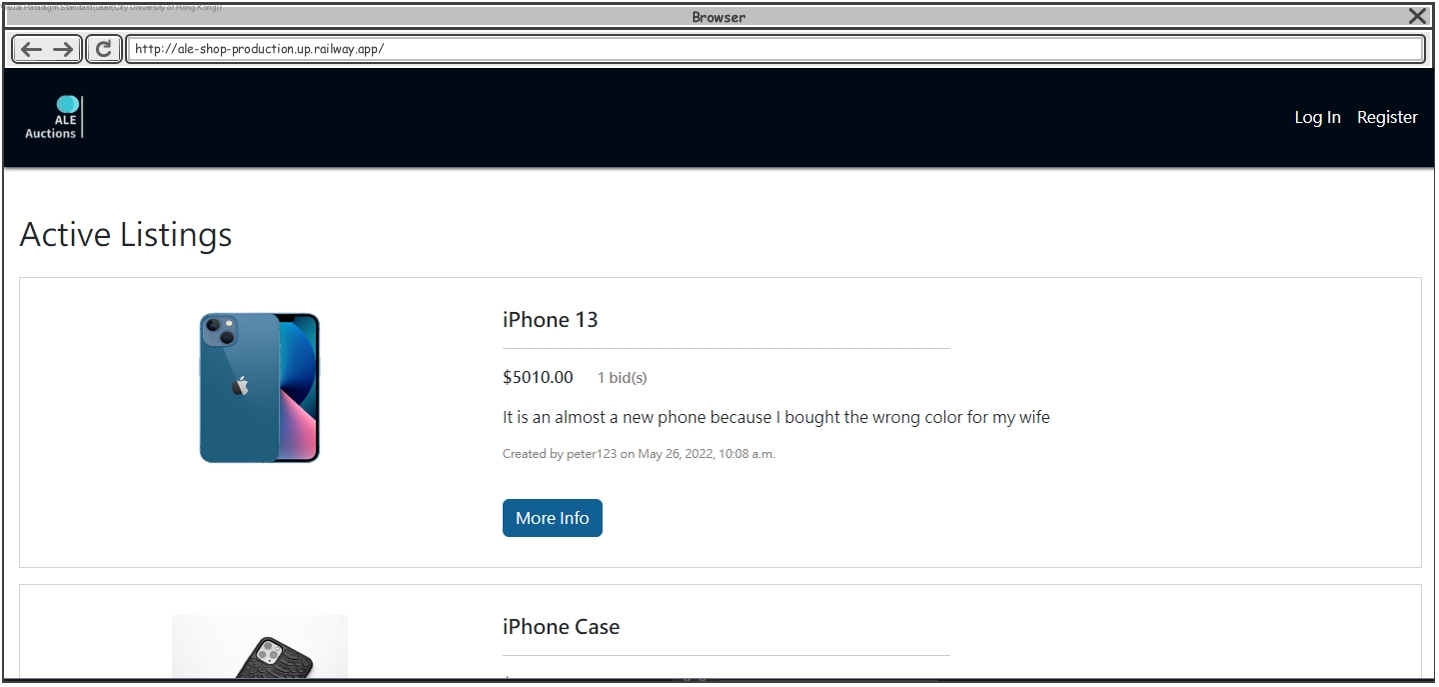 Visual Paradigm Standard(user(City University of Hong Kong))
Browser
http://ale-shop-production.up.railway.app/
ALE
Auctions
Log In Register
Active Listings
iPhone 13
$5010.00 1 bid(s)
It is an almost a new phone because I bought the wrong color for my wife
Created by peter123 on May 26, 2022, 10:08 a.m.
More Info
iPhone Case